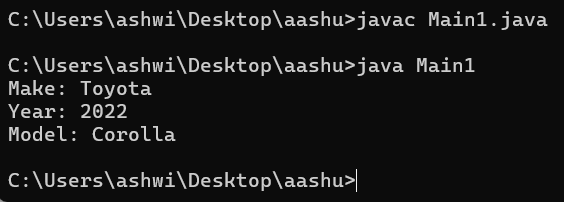 C:\Users\ashwi\Desktop\aashu>javac Main1.java
C:\Users\ashwi\Desktop\aashu>java Main1
Make: Toyota
Year: 2022
Model: Corolla
C:\Users\ashwi\Desktop\aashu>